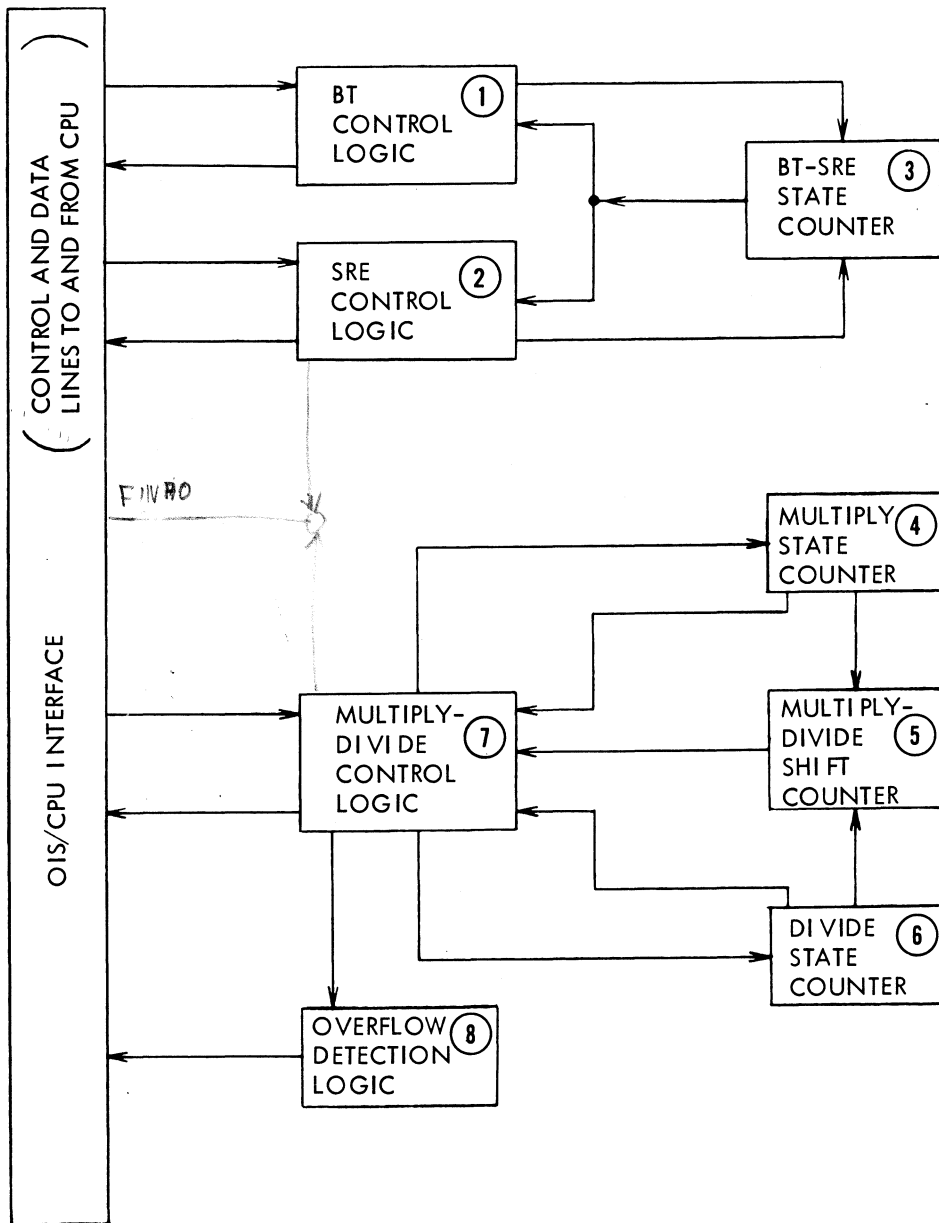 (CONTROL AND DATA
LINES TO AND FROM CPU)
OIS/CPU INTERFACE
BT
CONTROL
LOGIC
1
SRE
CONTROL
LOGIC
2
BT-SRE
STATE
COUNTER
3
MULTIPLY
STATE
COUNTER
4
MULTIPLY-
DIVIDE
SHIFT
COUNTER
5
MULTIPLY-
DIVIDE
CONTROL
LOGIC
7
DIVIDE
STATE
COUNTER
6
OVERFLOW
DETECTION
LOGIC
8